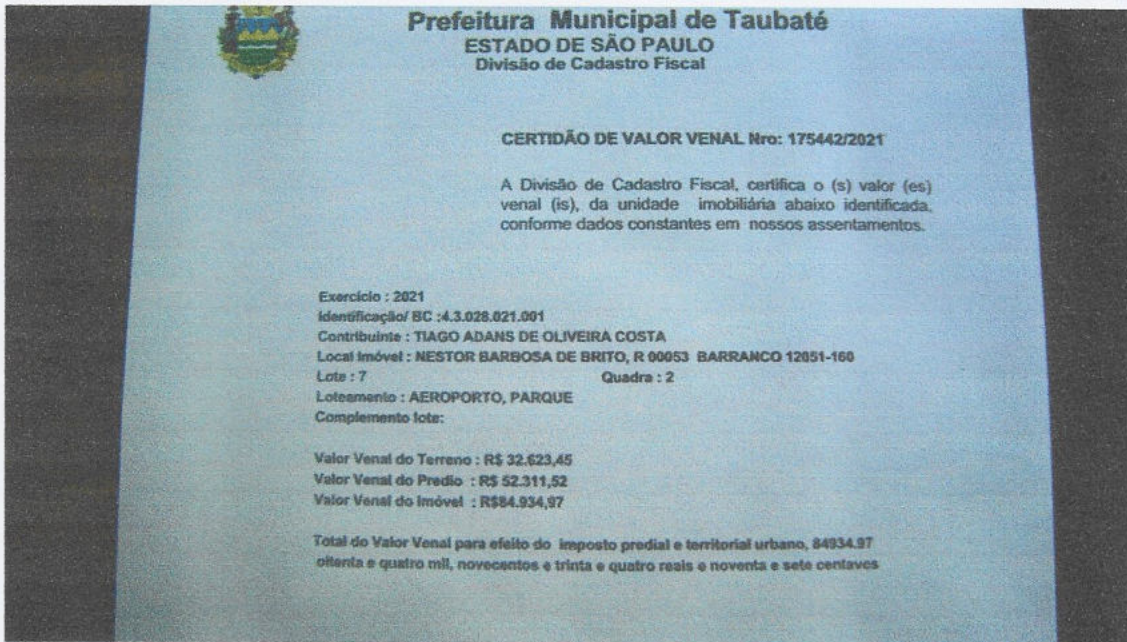 Prefeitura Municipal de Taubaté
ESTADO DE SÃO PAULO
Divisão de Cadastro Fiscal
CERTIDÃO DE VALOR VENAL Nro: 175442/2021
A Divisão de Cadastro Fiscal, certifica o (s) valor (es)
venal (is), da unidade imobiliária abaixo identificada,
conforme dados constantes em nossos assentamentos.
Exercício : 2021
Identificação/ BC :4.3.028.021.001
Contribuinte : TIAGO ADANS DE OLIVEIRA COSTA
Local Imóvel : NESTOR BARBOSA DE BRITO, R 00053 BARRANCO 12051-160
Lote : 7 Quadra : 2
Loteamento : AEROPORTO, PARQUE
Complemento lote:
Valor Venal do Terreno : R$ 32.623,45
Valor Venal do Predio : R$ 52.311,52
Valor Venal do Imóvel : R$84.934,97
Total do Valor Venal para efeito do imposto predial e territorial urbano, 84934.97
oitenta e quatro mil, novecentos e trinta e quatro reais e noventa e sete centavos